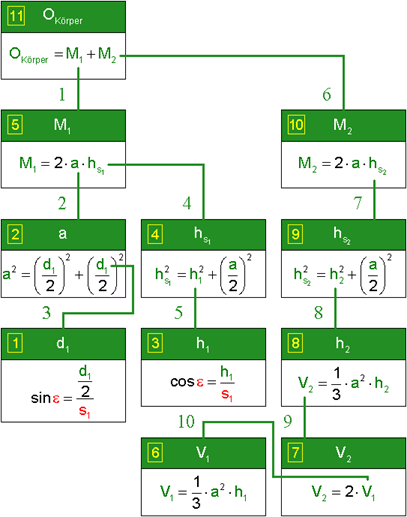 11 O_Körper
O_Körper = M₁ + M₂
1
6
5 M₁
M₁ = 2 · a · h_s₁
10 M₂
M₂ = 2 · a · h_s₂
2
4
7
2 a
a² = (d₁/2)² + (d₁/2)²
4 h_s₁
h²_s₁ = h₁² + (a/2)²
9 h_s₂
h²_s₂ = h₂² + (a/2)²
3
5
8
1 d₁
sin ε = (d₁/2)/s₁
3 h₁
cos ε = h₁/s₁
8 h₂
V₂ = 1/3 · a² · h₂
10
9
6 V₁
V₁ = 1/3 · a² · h₁
7 V₂
V₂ = 2 · V₁